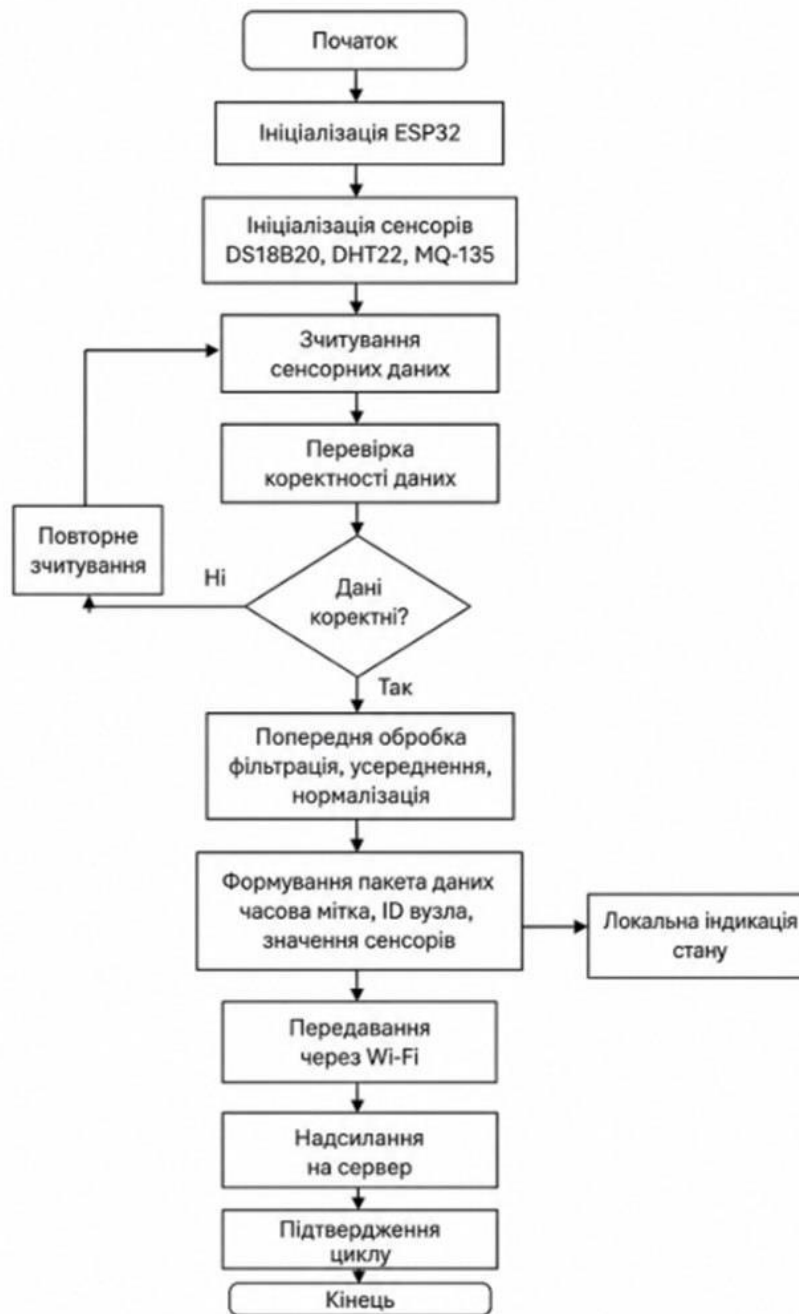 Початок
Ініціалізація ESP32
Ініціалізація сенсорів
DS18B20, DHT22, MQ-135
Зчитування
сенсорних даних
Перевірка
коректності даних
Повторне
зчитування
Ні
Дані
коректні?
Так
Попередня обробка
фільтрація, усереднення,
нормалізація
Формування пакета даних
часова мітка, ID вузла,
значення сенсорів
Локальна індикація
стану
Передавання
через Wi-Fi
Надсилання
на сервер
Підтвердження
циклу
Кінець